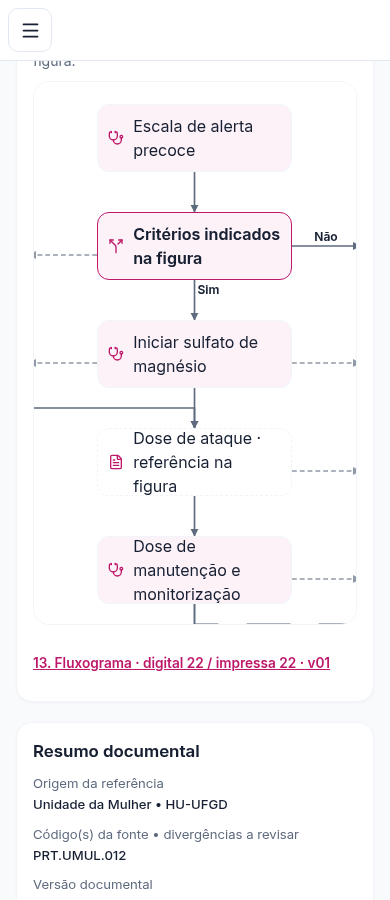 figura.
Escala de alerta
precoce
Critérios indicados
na figura
Não
Sim
Iniciar sulfato de
magnésio
Dose de ataque ·
referência na
figura
Dose de
manutenção e
monitorização
13. Fluxograma · digital 22 / impressa 22 · v01
Resumo documental
Origem da referência
Unidade da Mulher • HU-UFGD
Código(s) da fonte • divergências a revisar
PRT.UMUL.012
Versão documental